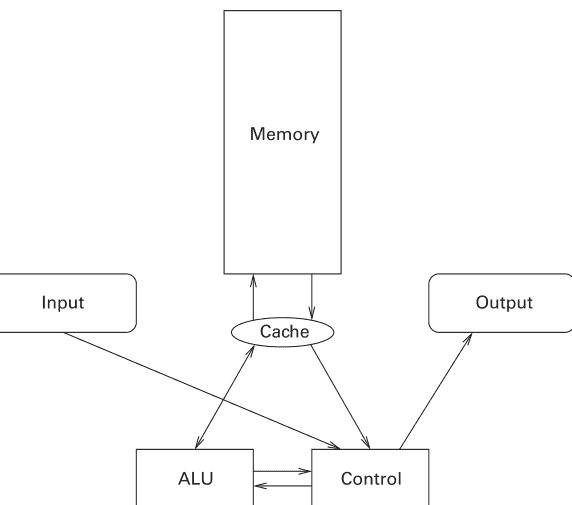 Memory
Input
Output
Cache
ALU
Control